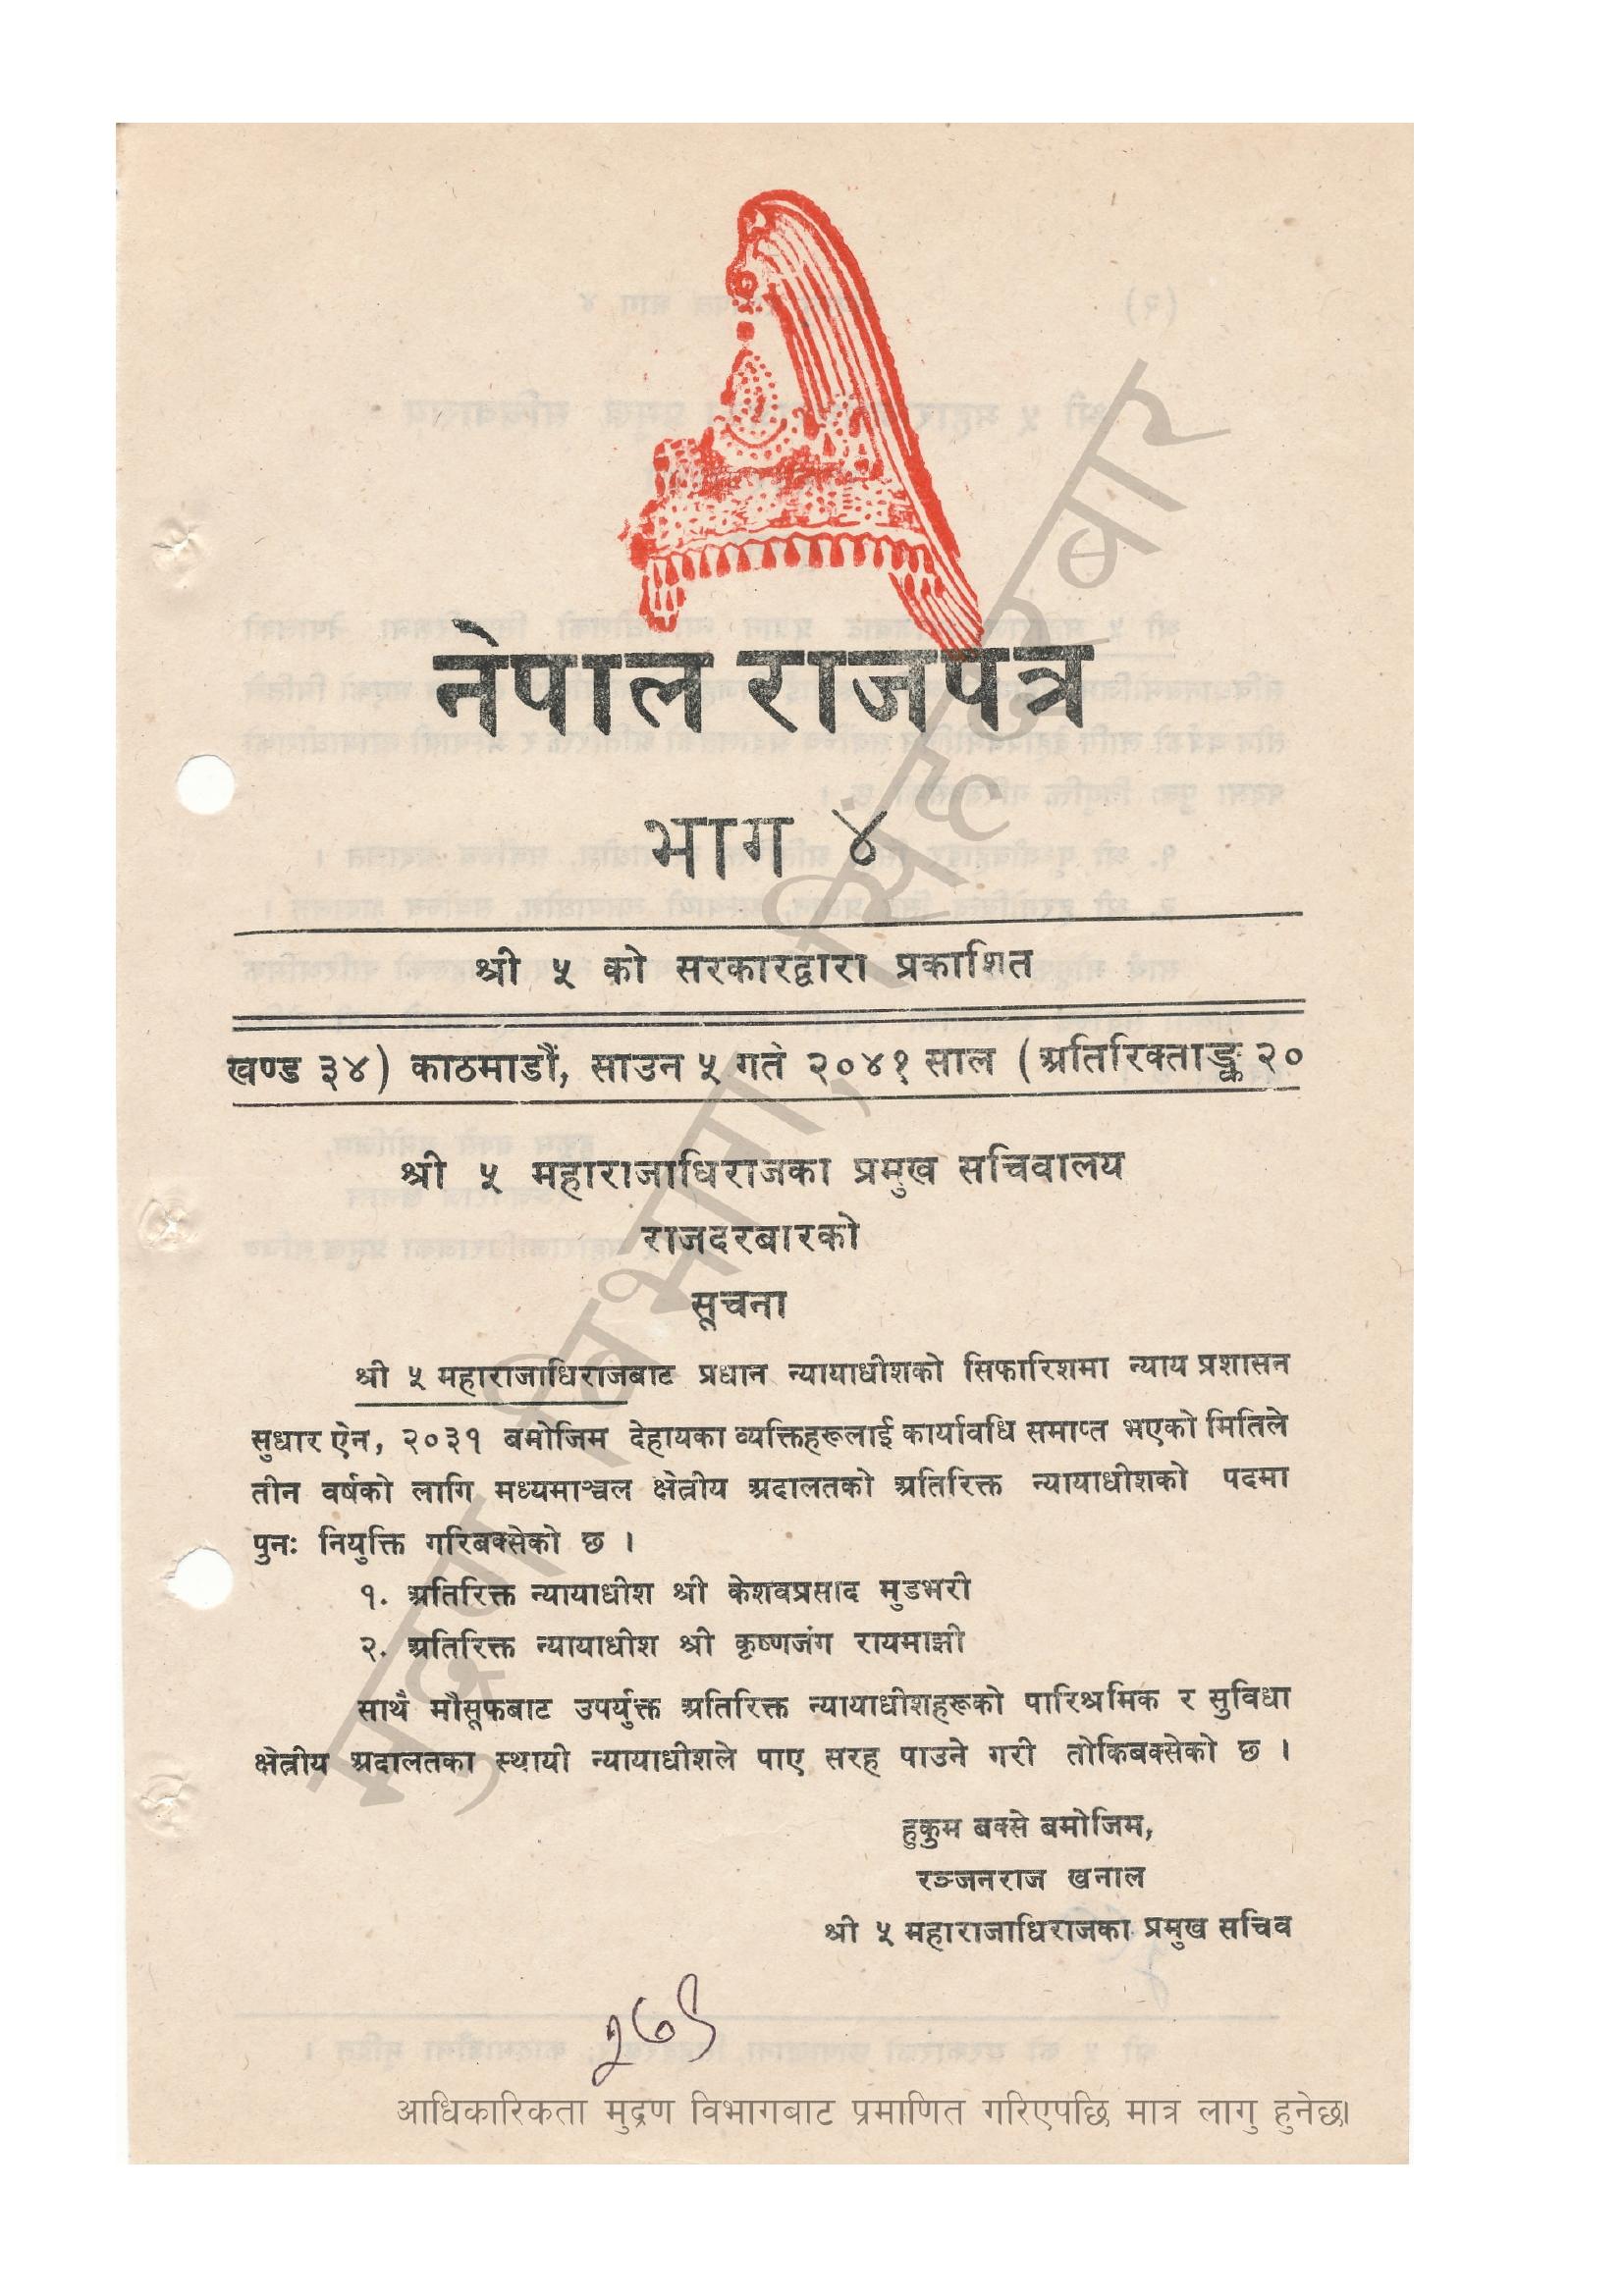 नेपाल राजपत्र
भाग ४
श्री ५ को सरकारद्वारा प्रकाशित
खण्ड ३४) काठमाडौं, साउन ५ गते २०४१ साल (अतिरिक्ताङ्क २०
श्री ५ महाराजाधिराजका प्रमुख सचिवालय
राजदरबारको
सूचना
श्री ५ महाराजाधिराजबाट प्रधान न्यायाधीशको सिफारिशमा न्याय प्रशासन
सुधार ऐन, २०३१ बमोजिम देहायका व्यक्तिहरूलाई कार्यावधि समाप्त भएको मितिले
तीन वर्षको लागि मध्यमाञ्चल क्षेत्रीय अदालतको अतिरिक्त न्यायाधीशको पदमा
पुनः नियुक्ति गरिबक्सेको छ ।
१. अतिरिक्त न्यायाधीश श्री केशवप्रसाद मुडभरी
२. अतिरिक्त न्यायाधीश श्री कृष्णजंग रायमाझी
साथै मौसूफबाट उपर्युक्त अतिरिक्त न्यायाधीशहरूको पारिश्रमिक र सुविधा
क्षेत्रीय अदालतका स्थायी न्यायाधीशले पाए सरह पाउने गरी तोकिबक्सेको छ ।
हुकुम बक्से बमोजिम,
रञ्जनराज खनाल
श्री ५ महाराजाधिराजका प्रमुख सचिव
२७९
आधिकारिकता मुद्रण विभागबाट प्रमाणित गरिएपछि मात्र लागु हुनेछ।
मुद्रण विभाग, सिंहदरबार